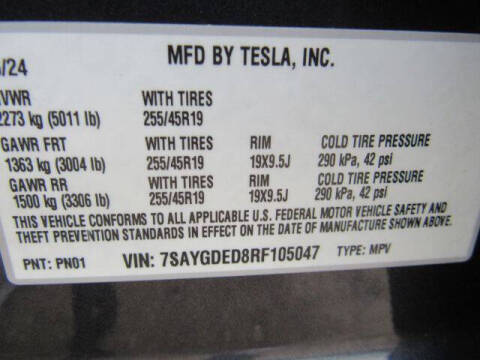 /24 MFD BY TESLA, INC.
VWR WITH TIRES
2273 kg (5011 lb) 255/45R19
GAWR FRT WITH TIRES RIM COLD TIRE PRESSURE
1363 kg (3004 lb) 255/45R19 19X9.5J 290 kPa, 42 psi
GAWR RR WITH TIRES RIM COLD TIRE PRESSURE
1500 kg (3306 lb) 255/45R19 19X9.5J 290 kPa, 42 psi
THIS VEHICLE CONFORMS TO ALL APPLICABLE U.S. FEDERAL MOTOR VEHICLE SAFETY AND
THEFT PREVENTION STANDARDS IN EFFECT ON THE DATE OF MANUFACTURE SHOWN ABOVE.
PNT: PN01 VIN: 7SAYGDED8RF105047 TYPE: MPV